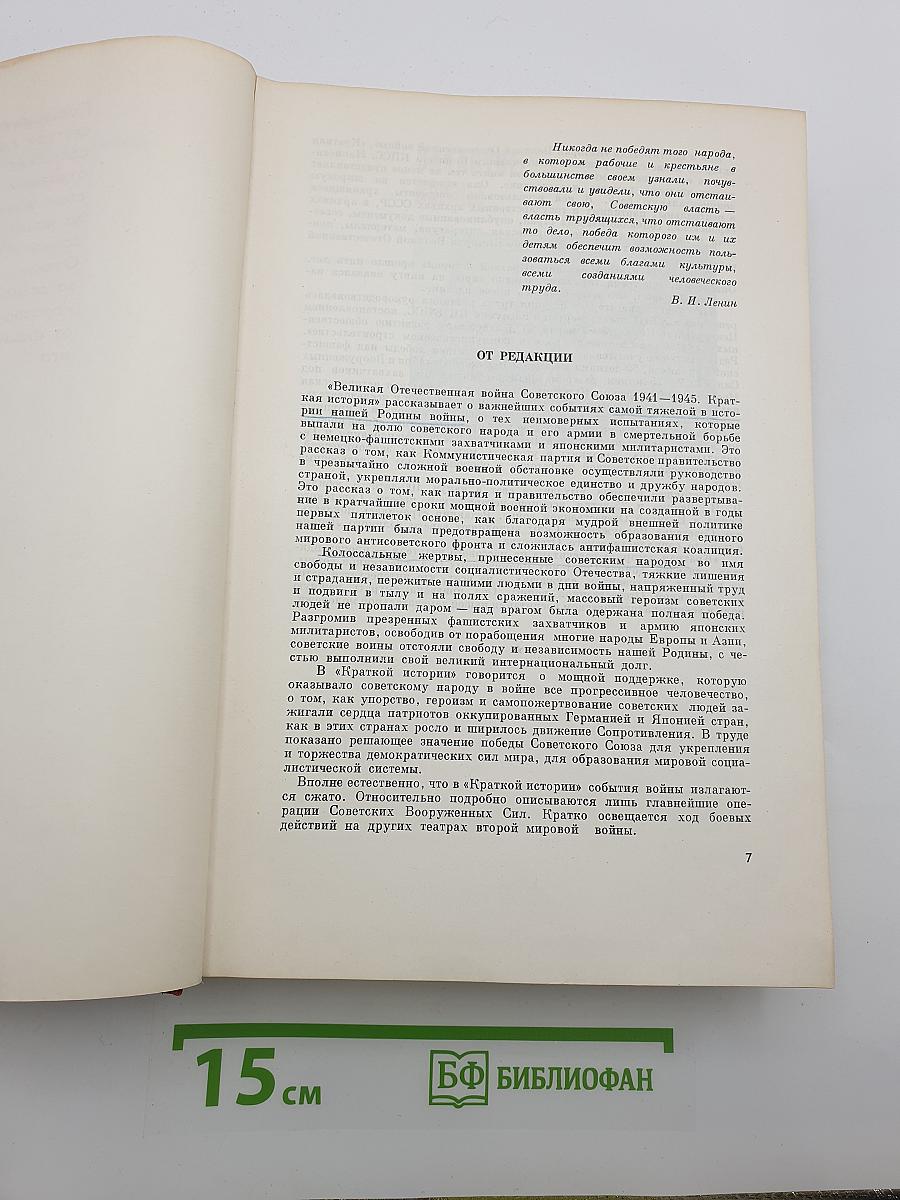 Никогда не победят того народа,
в котором рабочие и крестьяне в
большинстве своем узнали, почув-
ствовали и увидели, что они отстаи-
вают свою, Советскую власть —
власть трудящихся, что отстаивают
то дело, победа которого им и их
детям обеспечит возможность поль-
зоваться всеми благами культуры,
всеми созданиями человеческого
труда.
В. И. Ленин
ОТ РЕДАКЦИИ
«Великая Отечественная война Советского Союза 1941—1945. Крат-
кая история» рассказывает о важнейших событиях самой тяжелой в исто-
рии нашей Родины войны, о тех неимоверных испытаниях, которые
выпали на долю советского народа и его армии в смертельной борьбе
с немецко-фашистскими захватчиками и японскими милитаристами. Это
рассказ о том, как Коммунистическая партия и Советское правительство
в чрезвычайно сложной военной обстановке осуществляли руководство
страной, укрепляли морально-политическое единство и дружбу народов.
Это рассказ о том, как партия и правительство обеспечили развертыва-
ние в кратчайшие сроки мощной военной экономики на созданной в годы
первых пятилеток основе, как благодаря мудрой внешней политике
нашей партии была предотвращена возможность образования единого
мирового антисоветского фронта и сложилась антифашистская коалиция.
Колоссальные жертвы, принесенные советским народом во имя
свободы и независимости социалистического Отечества, тяжкие лишения
и страдания, пережитые нашими людьми в дни войны, напряженный труд
и подвиги в тылу и на полях сражений, массовый героизм советских
людей не пропали даром — над врагом была одержана полная победа.
Разгромив презренных фашистских захватчиков и армию японских
милитаристов, освободив от порабощения многие народы Европы и Азии,
советские воины отстояли свободу и независимость нашей Родины, с че-
стью выполнили свой великий интернациональный долг.
В «Краткой истории» говорится о мощной поддержке, которую
оказывало советскому народу в войне все прогрессивное человечество,
о том, как упорство, героизм и самопожертвование советских людей за-
жигали сердца патриотов оккупированных Германией и Японией стран,
как в этих странах росло и ширилось движение Сопротивления. В труде
показано решающее значение победы Советского Союза для укрепления
и торжества демократических сил мира, для образования мировой социа-
листической системы.
Вполне естественно, что в «Краткой истории» события войны излагают-
ся сжато. Относительно подробно описываются лишь главнейшие опе-
рации Советских Вооруженных Сил. Кратко освещается ход боевых
действий на других театрах второй мировой войны.
7
15 см
БФ БИБЛИОФАН